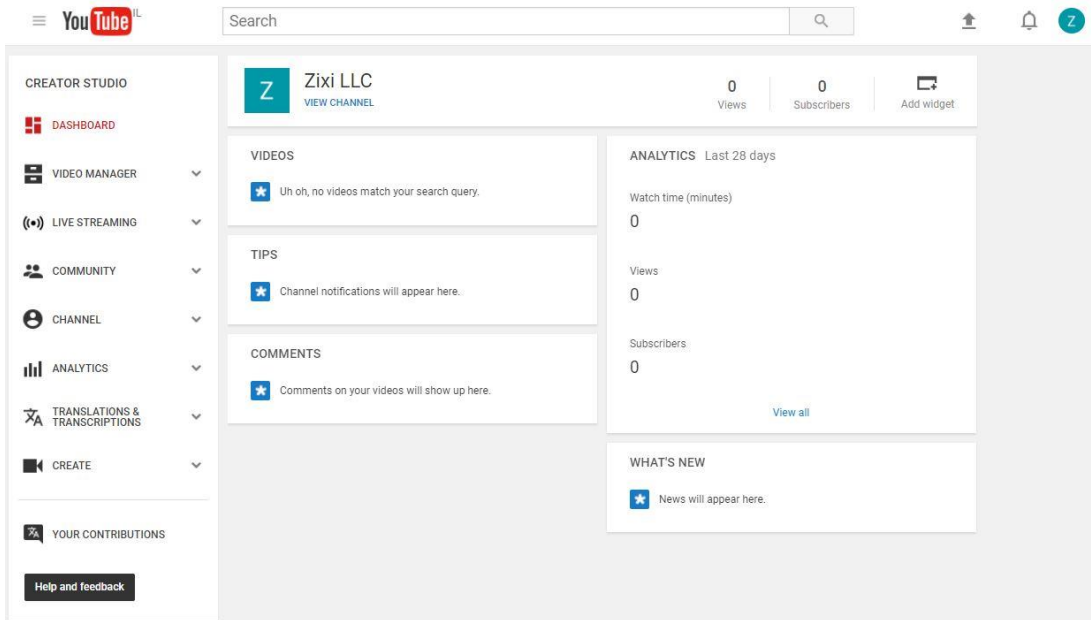 YouTube IL
Search
Z
CREATOR STUDIO
DASHBOARD
VIDEO MANAGER
LIVE STREAMING
COMMUNITY
CHANNEL
ANALYTICS
TRANSLATIONS &
TRANSCRIPTIONS
CREATE
YOUR CONTRIBUTIONS
Help and feedback
Z
Zixi LLC
VIEW CHANNEL
0
Views
0
Subscribers
Add widget
VIDEOS
Uh oh, no videos match your search query.
TIPS
Channel notifications will appear here.
COMMENTS
Comments on your videos will show up here.
ANALYTICS Last 28 days
Watch time (minutes)
0
Views
0
Subscribers
0
View all
WHAT'S NEW
News will appear here.